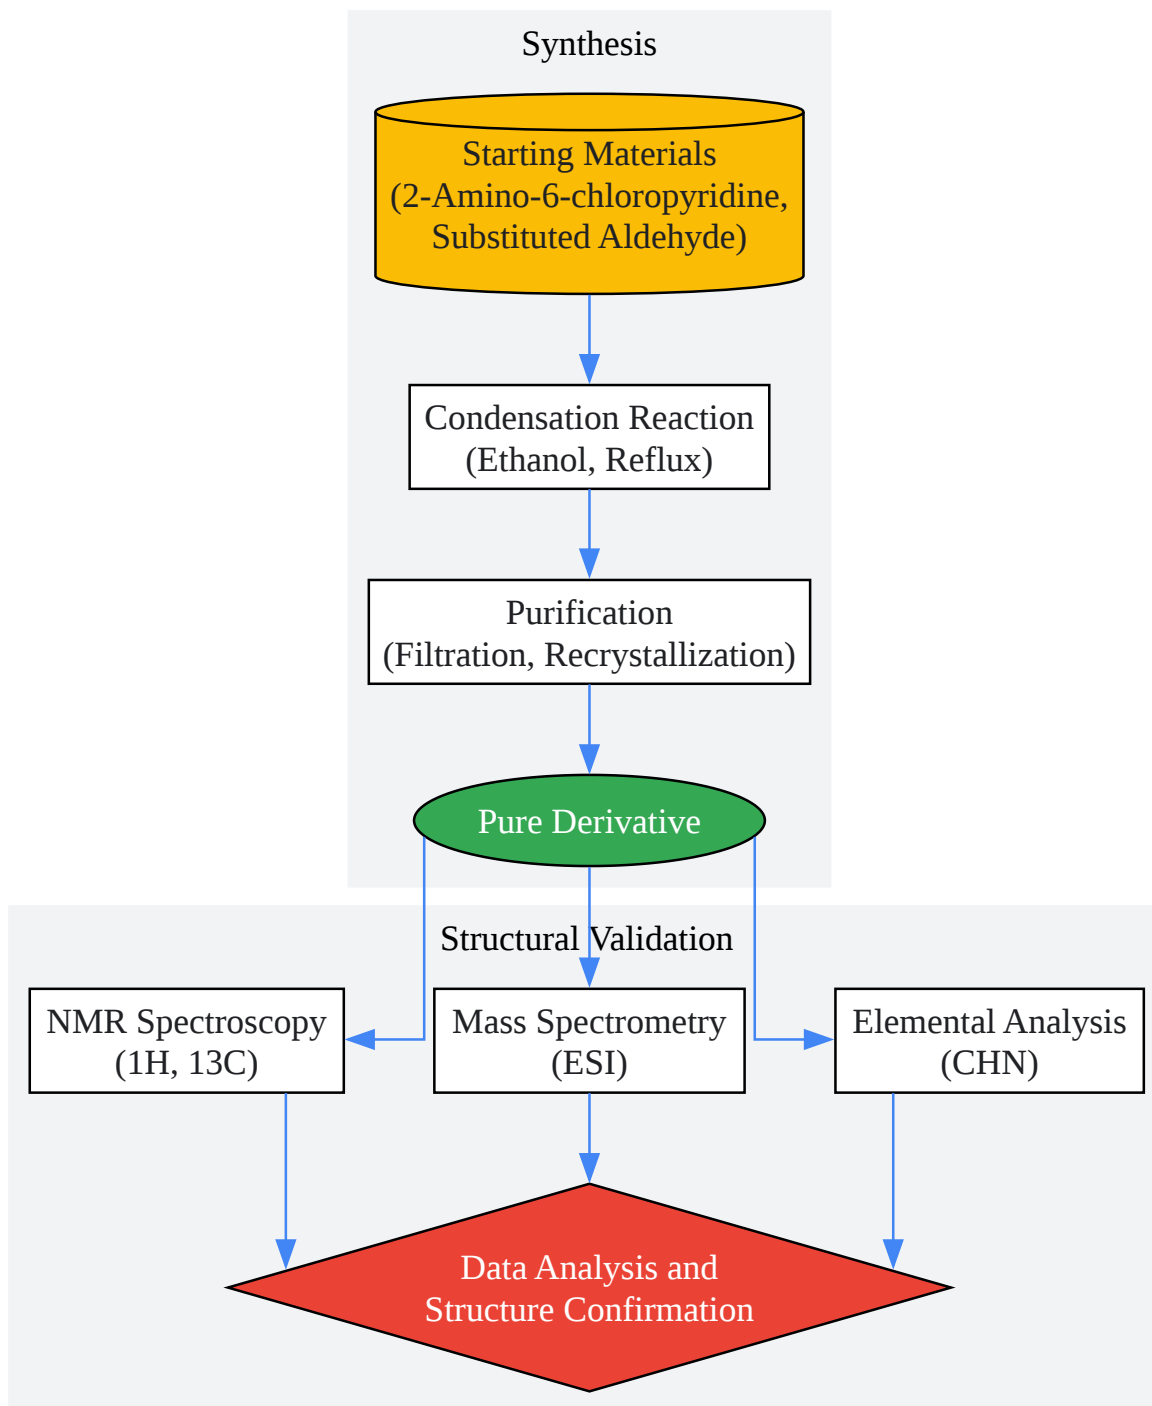 Synthesis
Starting Materials
(2-Amino-6-chloropyridine,
Substituted Aldehyde)
Condensation Reaction
(Ethanol, Reflux)
Purification
(Filtration, Recrystallization)
Pure Derivative
Structural Validation
NMR Spectroscopy
(1H, 13C)
Mass Spectrometry
(ESI)
Elemental Analysis
(CHN)
Data Analysis and
Structure Confirmation